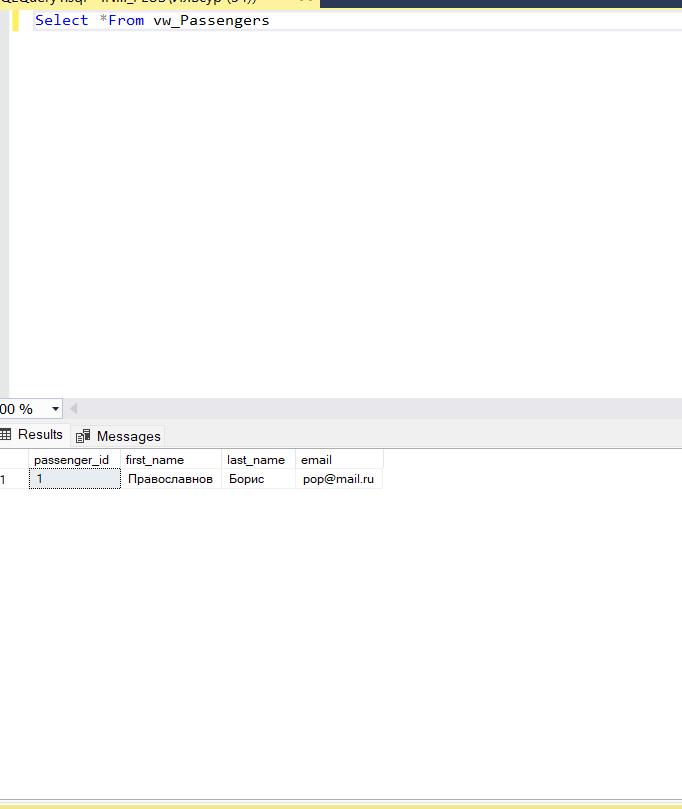 Select *From vw_Passengers
00 %
Results Messages
passenger_id first_name last_name email
1 1 Православнов Борис pop@mail.ru